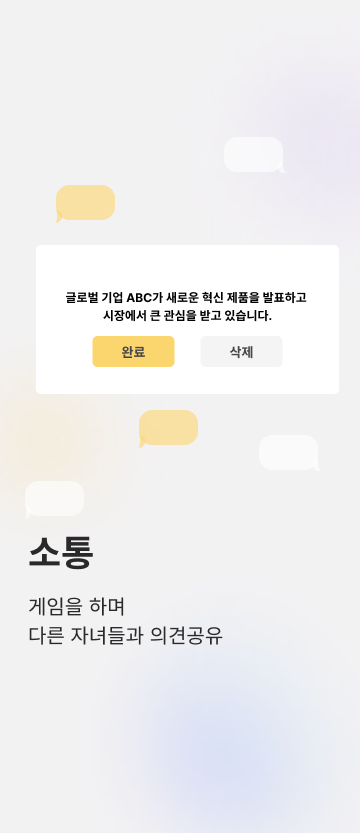 글로벌 기업 ABC가 새로운 혁신 제품을 발표하고
시장에서 큰 관심을 받고 있습니다.
완료 삭제
소통
게임을 하며
다른 자녀들과 의견공유